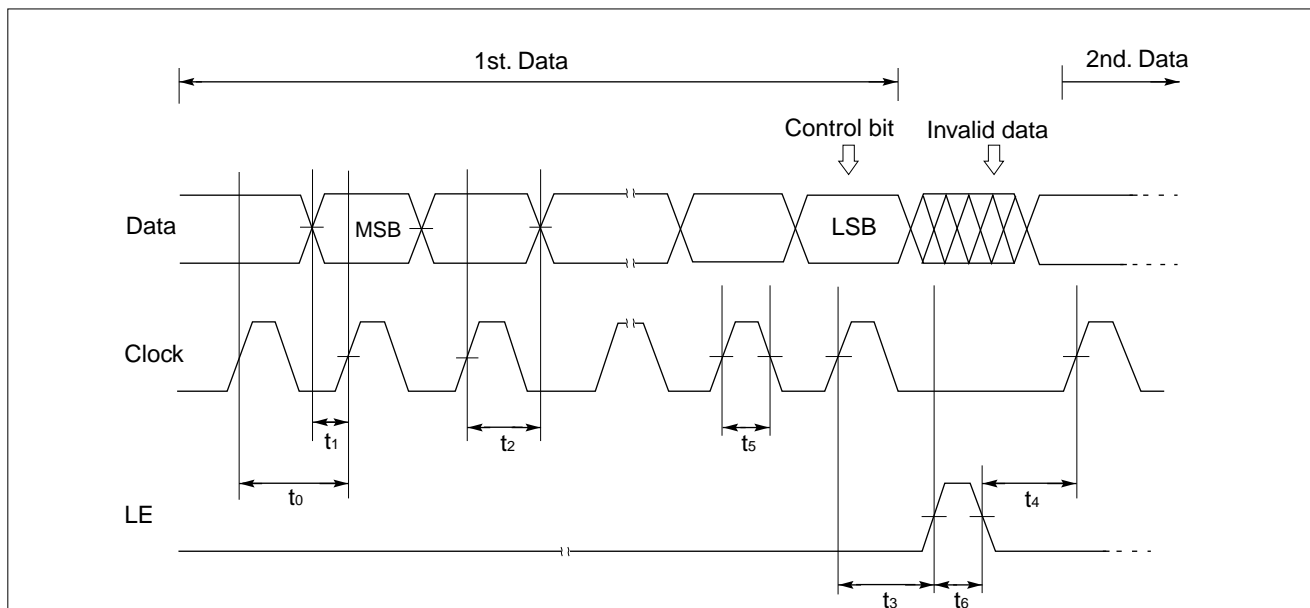 1st. Data
2nd. Data
Control bit
Invalid data
Data
MSB
LSB
Clock
t1
t2
t5
t0
t4
LE
t3
t6